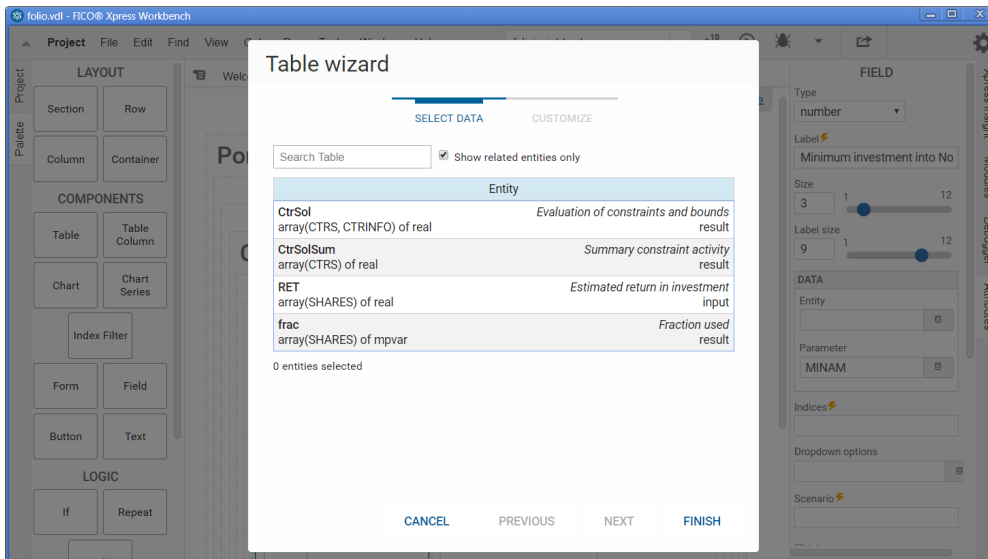 folio.vdl - FICO® Xpress Workbench
Project File Edit Find View
Project
Palette
LAYOUT
Section Row
Column Container
COMPONENTS
Table Table Column
Chart Chart Series
Index Filter
Form Field
Button Text
LOGIC
If Repeat
Welc
Por
Table wizard
SELECT DATA CUSTOMIZE
Search Table Show related entities only
Entity
CtrSol Evaluation of constraints and bounds
array(CTRS, CTRINFO) of real result
CtrSolSum Summary constraint activity
array(CTRS) of real result
RET Estimated return in investment
array(SHARES) of real input
frac Fraction used
array(SHARES) of mpvar result
0 entities selected
CANCEL PREVIOUS NEXT FINISH
FIELD
Type
number
Label
Minimum investment into No
Size
3 1 12
Label size
9 1 12
DATA
Entity
Parameter
MINAM
Indices
Dropdown options
Scenario
Xpress Insight
Modules
Debugger
Attributes